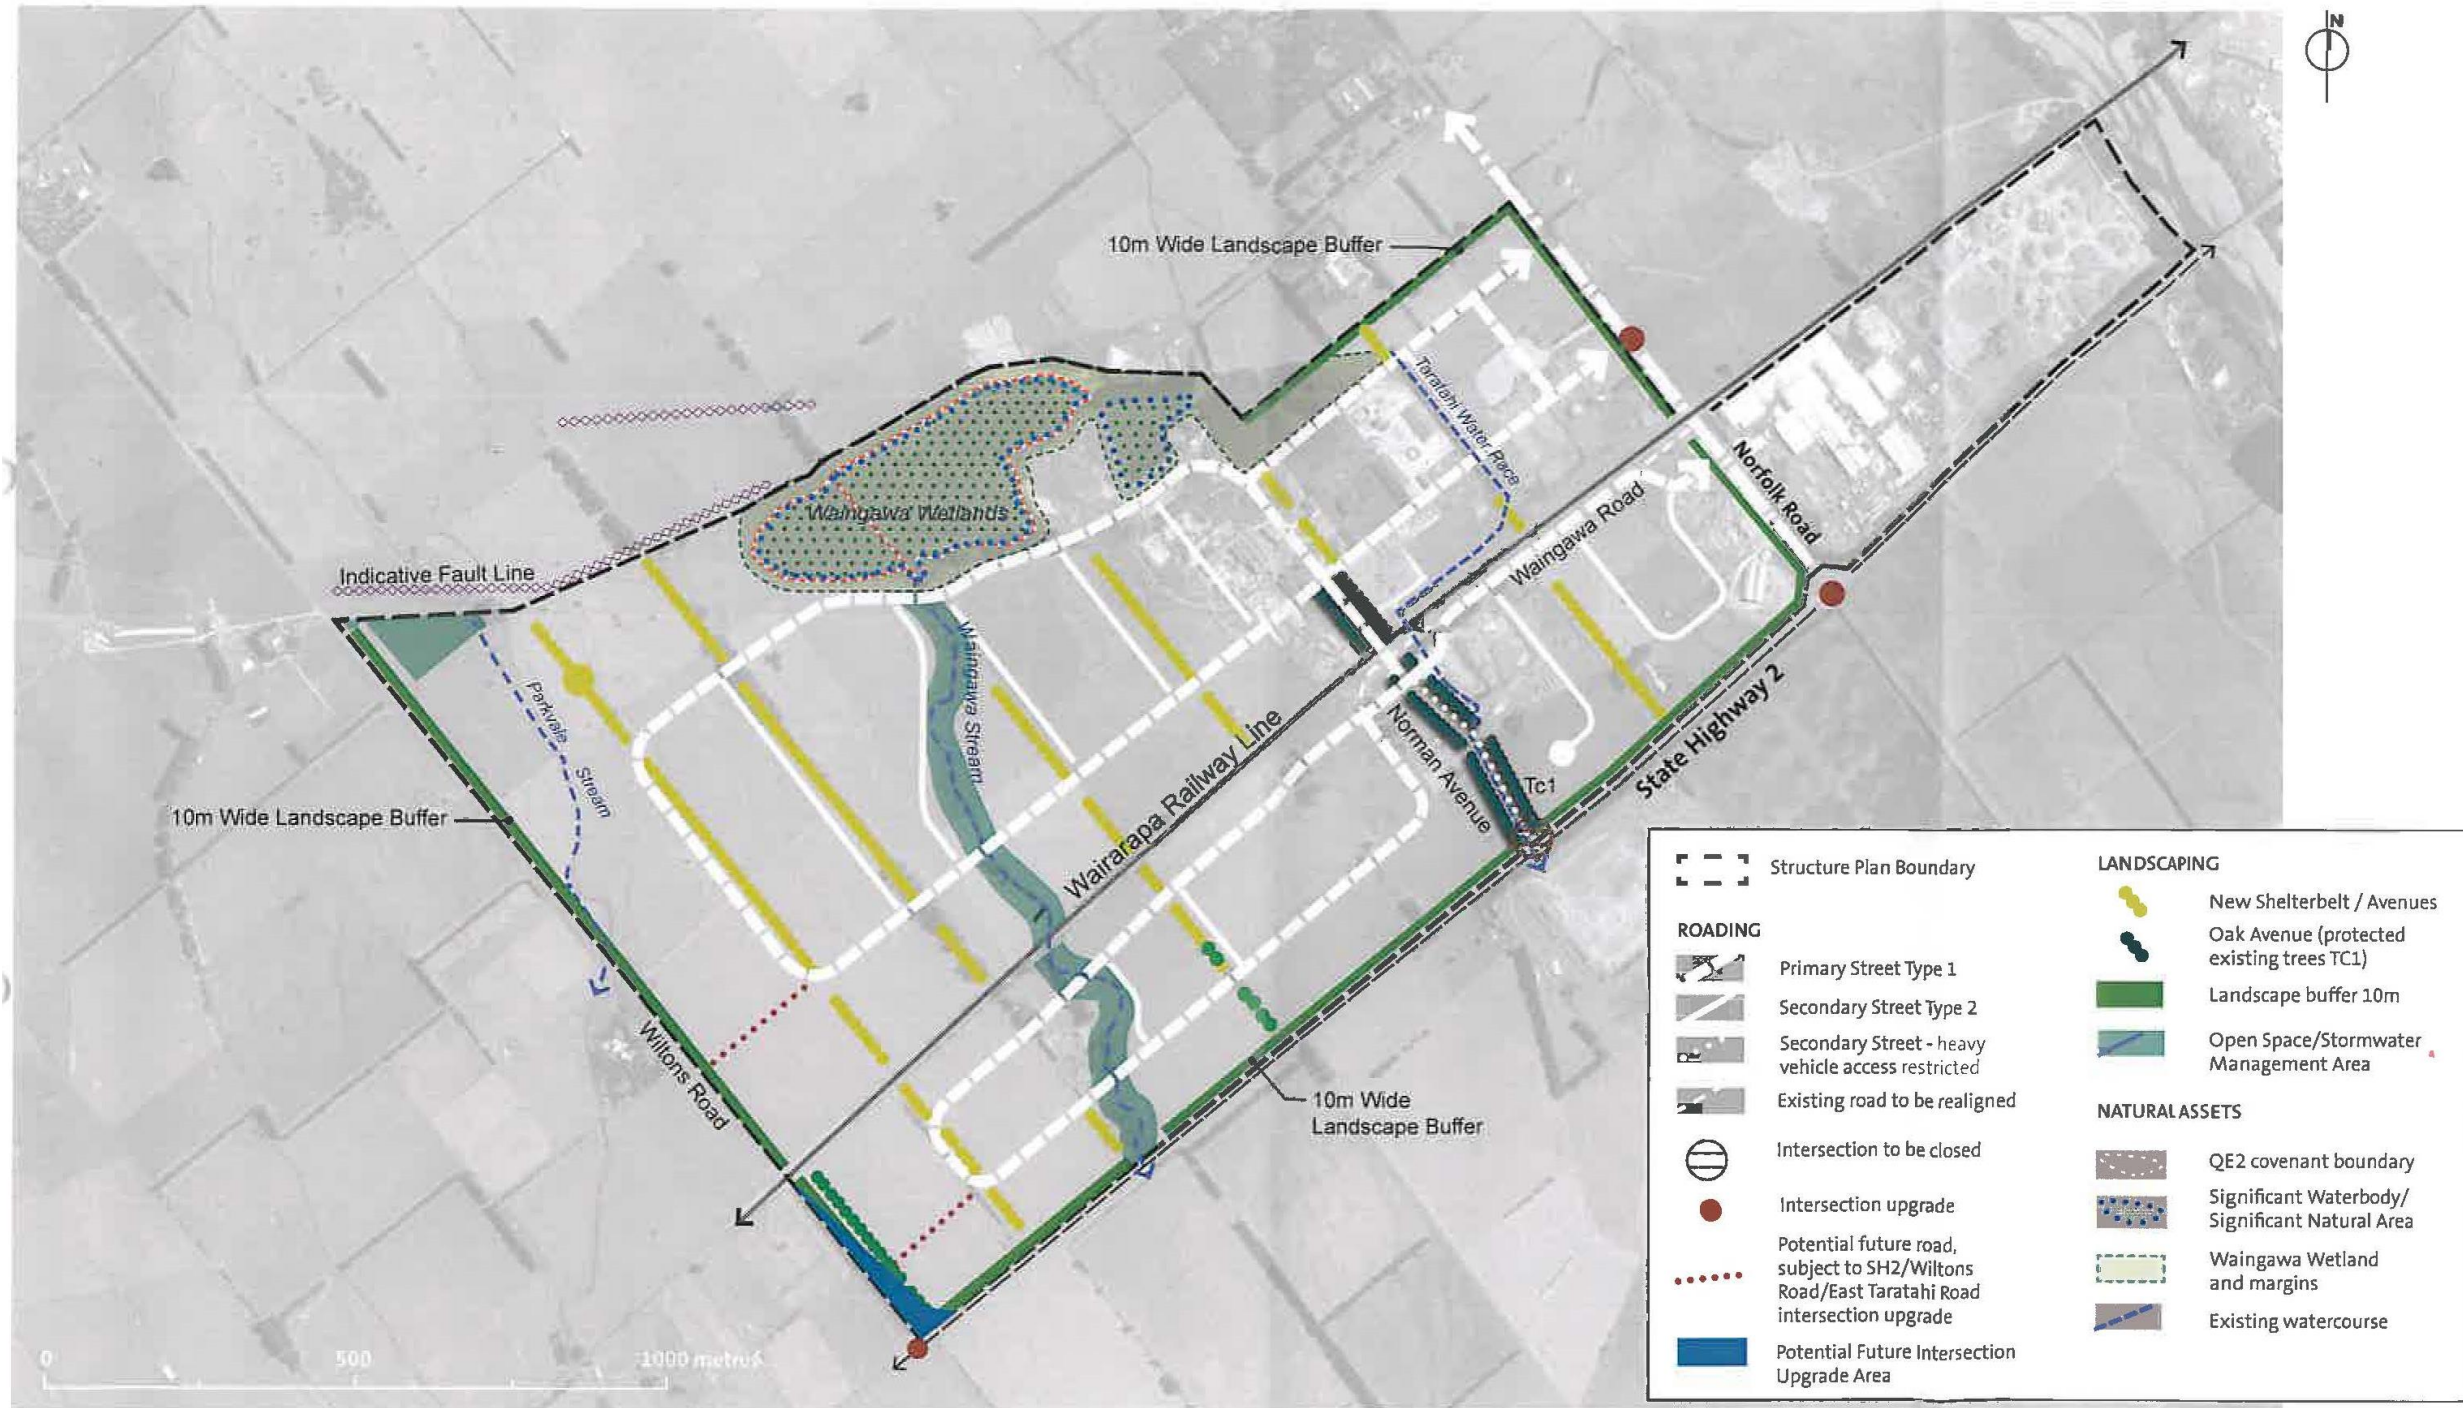 N
10m Wide Landscape Buffer
Taratahi Water Race
Norfolk Road
Waingawa Wetlands
Waingawa Road
Indicative Fault Line
Waingawa Stream
Parkvale
Stream
State Highway 2
Norman Avenue
Wairarapa Railway Line
Tc1
10m Wide Landscape Buffer
Wiltons Road
10m Wide
Landscape Buffer
0 500 1000 metres
Structure Plan Boundary
ROADING
Primary Street Type 1
Secondary Street Type 2
Secondary Street - heavy
vehicle access restricted
Existing road to be realigned
Intersection to be closed
Intersection upgrade
Potential future road,
subject to SH2/Wiltons
Road/East Taratahi Road
intersection upgrade
Potential Future Intersection
Upgrade Area
LANDSCAPING
New Shelterbelt / Avenues
Oak Avenue (protected
existing trees TC1)
Landscape buffer 10m
Open Space/Stormwater
Management Area
NATURAL ASSETS
QE2 covenant boundary
Significant Waterbody/
Significant Natural Area
Waingawa Wetland
and margins
Existing watercourse